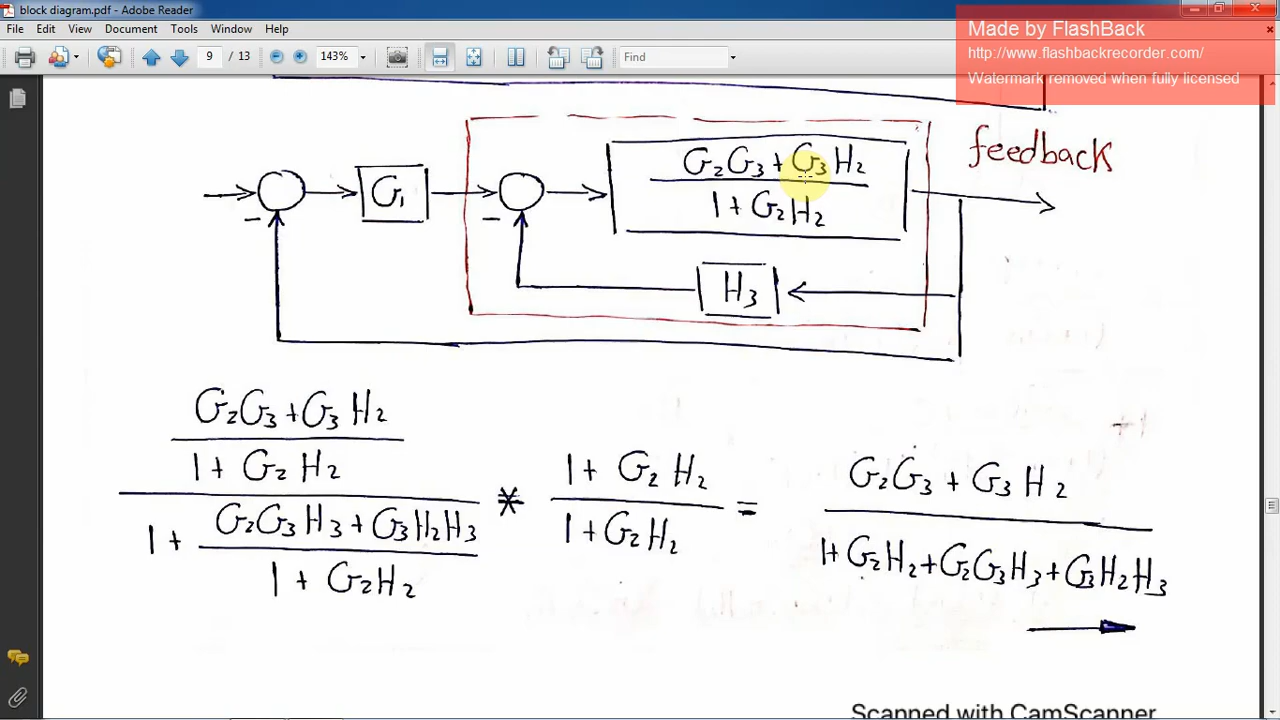 block diagram.pdf - Adobe Reader
File Edit View Document Tools Window Help
9 / 13 143% Find
Made by FlashBack
http://www.flashbackrecorder.com/
Watermark removed when fully licensed
feedback
G₂G₃ + G₃H₂
G₁
1 + G₂H₂
H₃
G₂G₃ + G₃H₂
1 + G₂H₂
1 + G₂G₃H₃ + G₃H₂H₃
1 + G₂H₂
*
1 + G₂H₂
1 + G₂H₂
=
G₂G₃ + G₃H₂
1 + G₂H₂ + G₂G₃H₃ + G₃H₂H₃
Scanned with CamScanner